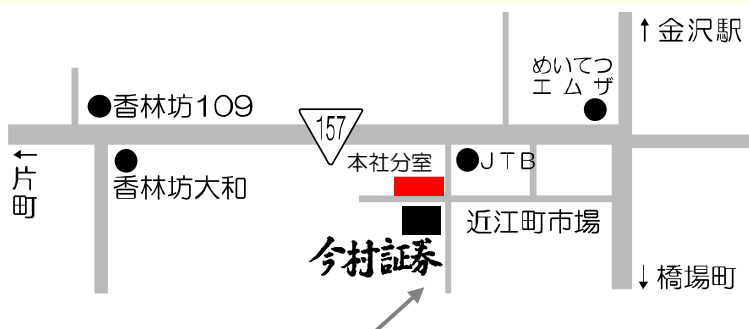 ↑金沢駅
めいてつ
エムザ
香林坊109
157
本社分室
JTB
←片町
香林坊大和
近江町市場
今村証券
↓橋場町